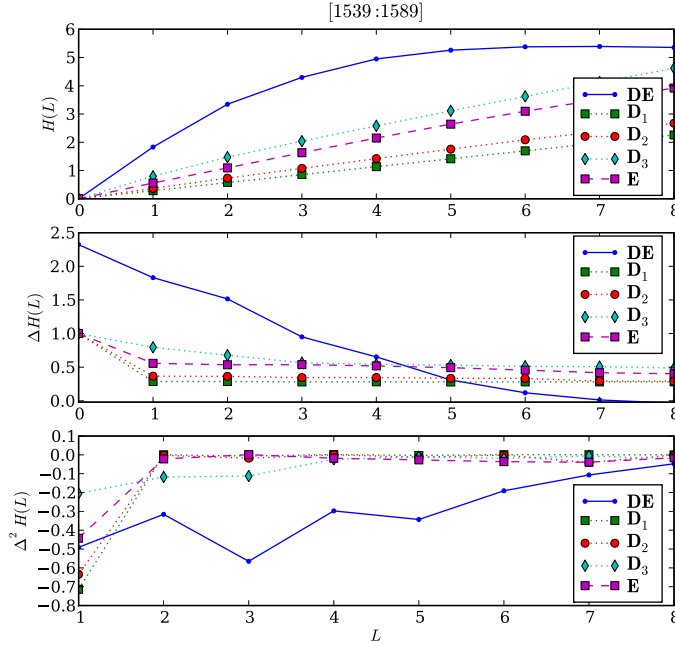 [1539:1589]
H(L)
6
5
4
3
2
1
0
DE
D1
D2
D3
E
0 1 2 3 4 5 6 7 8
ΔH(L)
2.5
2.0
1.5
1.0
0.5
0.0
DE
D1
D2
D3
E
0 1 2 3 4 5 6 7 8
Δ² H(L)
0.1
0.0
−0.1
−0.2
−0.3
−0.4
−0.5
−0.6
−0.7
−0.8
DE
D1
D2
D3
E
1 2 3 4 5 6 7 8
L